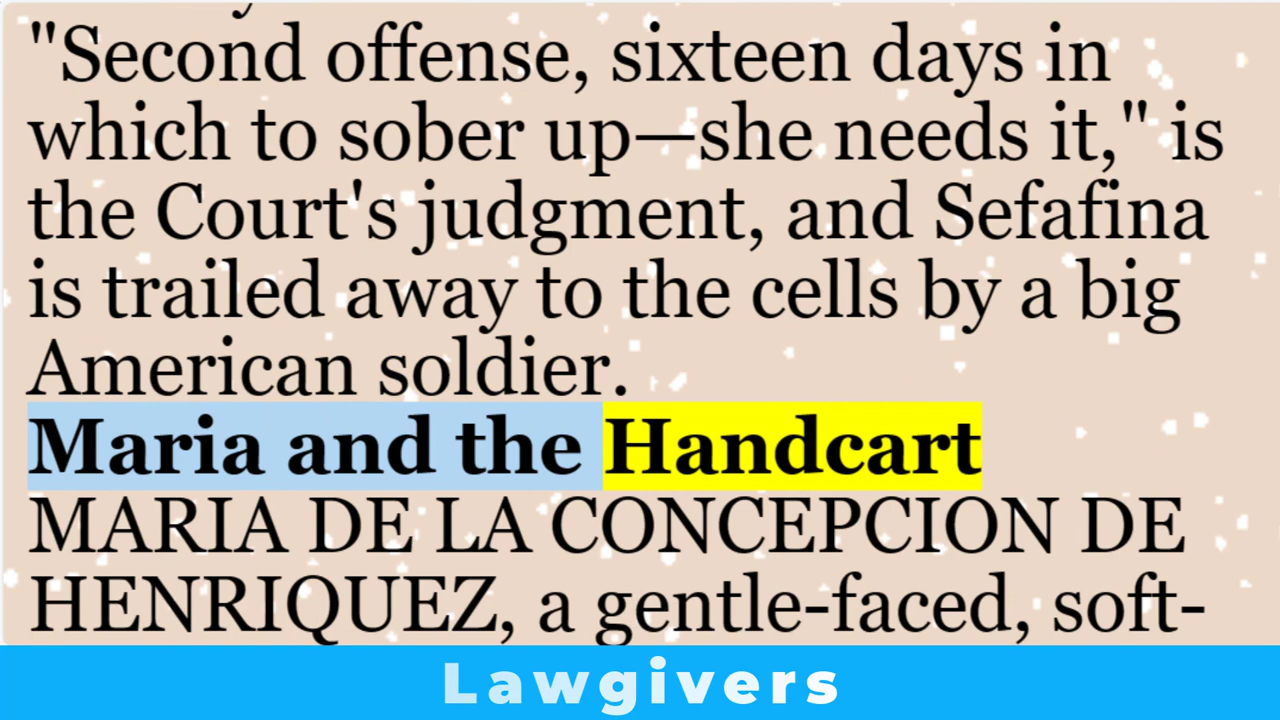 "Second offense, sixteen days in
which to sober up—she needs it," is
the Court's judgment, and Sefafina
is trailed away to the cells by a big
American soldier.
Maria and the Handcart
MARIA DE LA CONCEPCION DE
HENRIQUEZ, a gentle-faced, soft-
Lawgivers